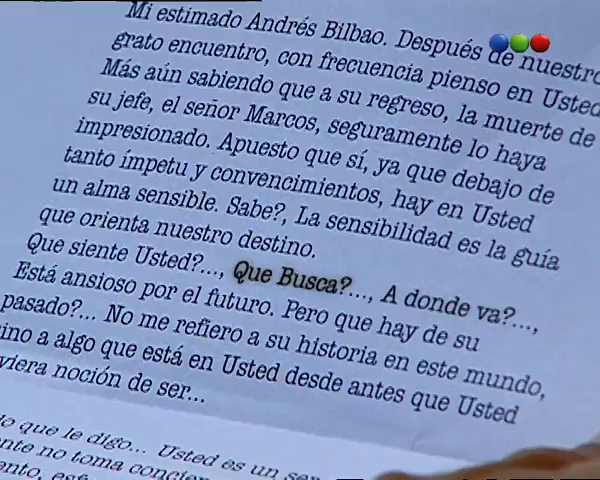 Mi estimado Andrés Bilbao. Después de nuestro
grato encuentro, con frecuencia pienso en Usted
Más aún sabiendo que a su regreso, la muerte de
su jefe, el señor Marcos, seguramente lo haya
impresionado. Apuesto que sí, ya que debajo de
tanto ímpetu y convencimientos, hay en Usted
un alma sensible. Sabe?, La sensibilidad es la guía
que orienta nuestro destino.
Que siente Usted?..., Que Busca?..., A donde va?...,
Está ansioso por el futuro. Pero que hay de su
pasado?... No me refiero a su historia en este mundo,
ino a algo que está en Usted desde antes que Usted
viera noción de ser...
lo que le digo... Usted es un ser
nte no toma concien
ento, est